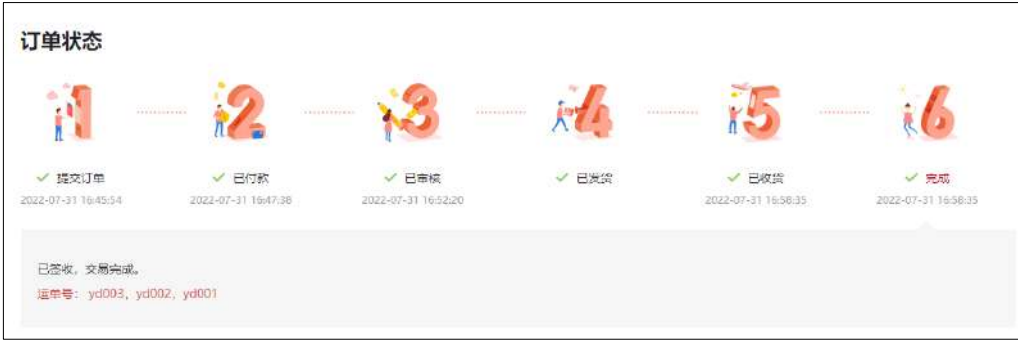 订单状态
1 2 3 4 5 6
提交订单 已付款 已审核 已发货 已收货 完成
2022-07-31 16:45:54 2022-07-31 16:47:38 2022-07-31 16:52:20 2022-07-31 16:58:35 2022-07-31 16:58:35
已签收，交易完成。
运单号： yd003，yd002，yd001